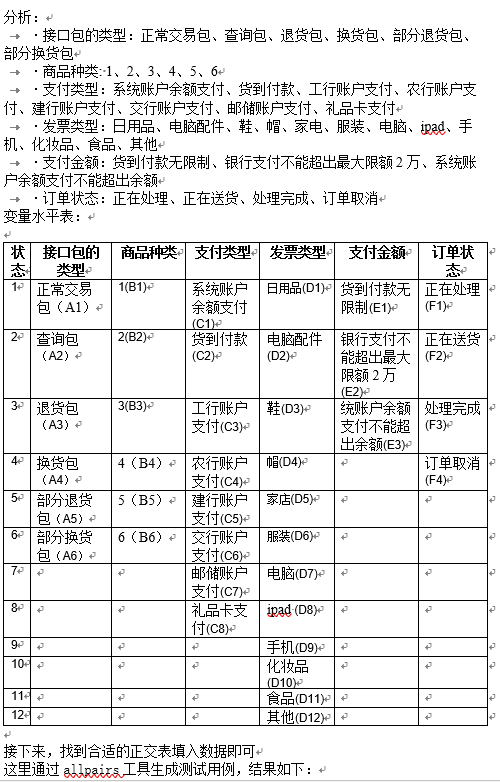 分析：
→ ·接口包的类型：正常交易包、查询包、退货包、换货包、部分退货包、
部分换货包
→ ·商品种类:-1、2、3、4、5、6
→ ·支付类型：系统账户余额支付、货到付款、工行账户支付、农行账户支
付、建行账户支付、交行账户支付、邮储账户支付、礼品卡支付
→ ·发票类型：日用品、电脑配件、鞋、帽、家电、服装、电脑、ipad、手
机、化妆品、食品、其他
→ ·支付金额：货到付款无限制、银行支付不能超出最大限额 2 万、系统账
户余额支付不能超出余额
→ ·订单状态：正在处理、正在送货、处理完成、订单取消
变量水平表：
状态 接口包的类型 商品种类 支付类型 发票类型 支付金额 订单状态
1 正常交易包（A1） 1(B1) 系统账户余额支付(C1) 日用品(D1) 货到付款无限制(E1) 正在处理(F1)
2 查询包（A2） 2(B2) 货到付款(C2) 电脑配件(D2) 银行支付不能超出最大限额 2 万(E2) 正在送货(F2)
3 退货包（A3） 3(B3) 工行账户支付(C3) 鞋(D3) 统账户余额支付不能超出余额(E3) 处理完成(F3)
4 换货包（A4） 4（B4） 农行账户支付(C4) 帽(D4) 订单取消(F4)
5 部分退货包（A5） 5（B5） 建行账户支付(C5) 家店(D5)
6 部分换货包（A6） 6（B6） 交行账户支付(C6) 服装(D6)
7 邮储账户支付(C7) 电脑(D7)
8 礼品卡支付(C8) ipad (D8)
9 手机(D9)
10 化妆品(D10)
11 食品(D11)
12 其他(D12)
接下来，找到合适的正交表填入数据即可
这里通过 allpairs 工具生成测试用例，结果如下：